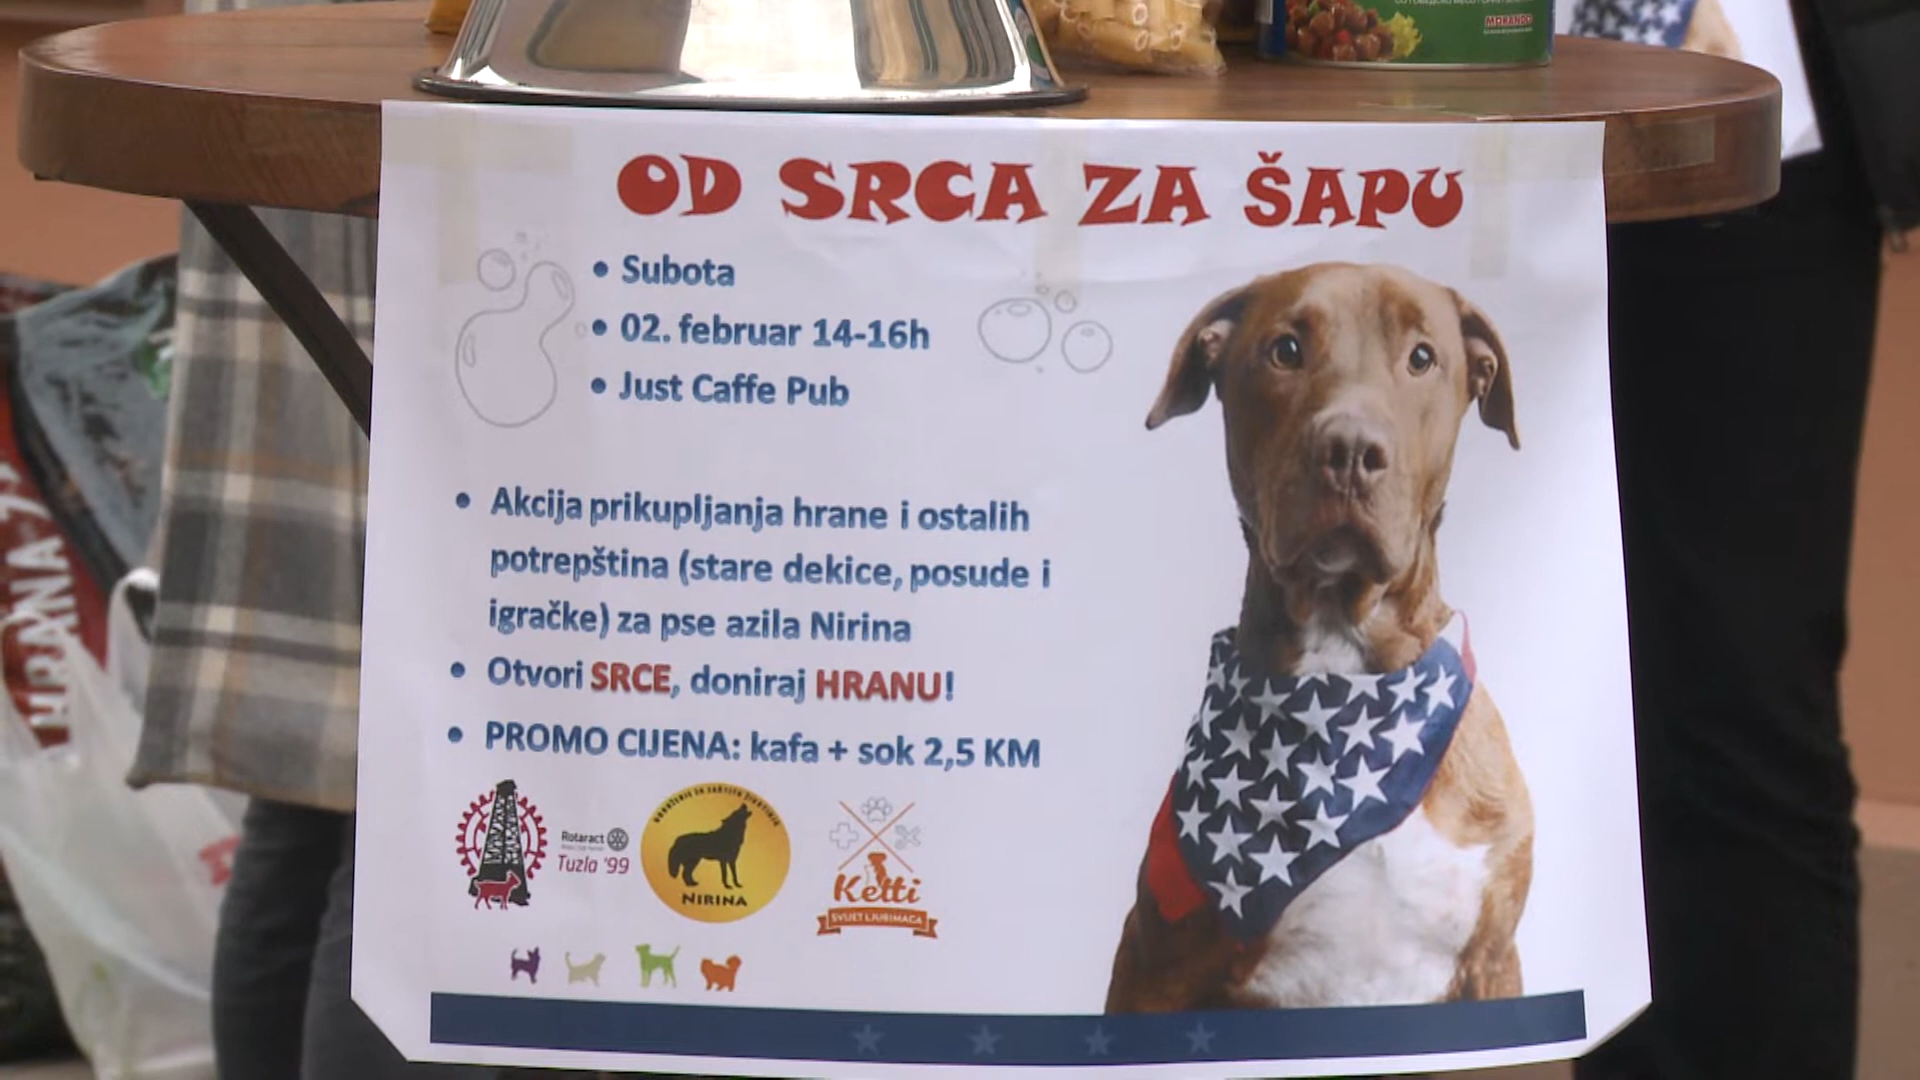 MORANDO
OD SRCA ZA ŠAPU
• Subota
• 02. februar 14-16h
• Just Caffe Pub
• Akcija prikupljanja hrane i ostalih
potrepština (stare dekice, posude i
igračke) za pse azila Nirina
• Otvori SRCE, doniraj HRANU!
• PROMO CIJENA: kafa + sok 2,5 KM
Rotaract
Tuzla '99
NIRINA
Ketti
SVIJET LJUBIMACA
HRANA